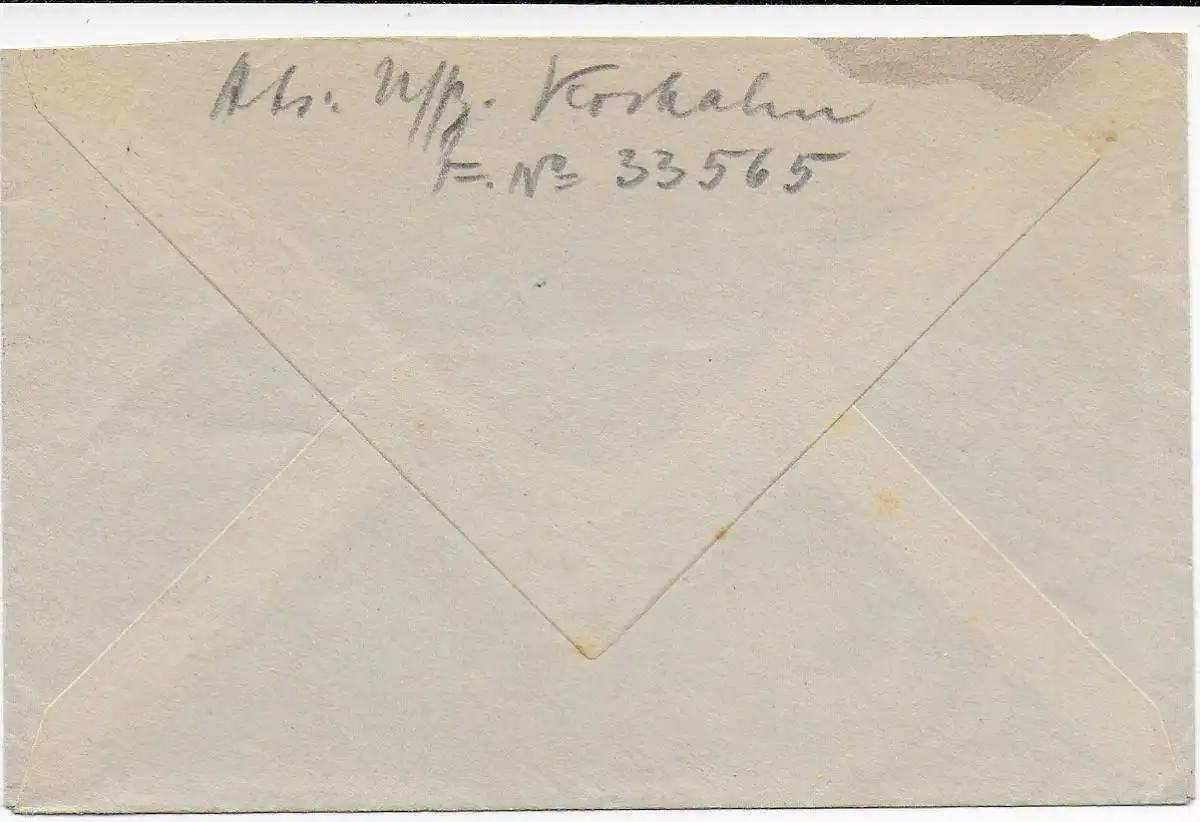 Abs: Uffz. Koskahn
F. No 33565